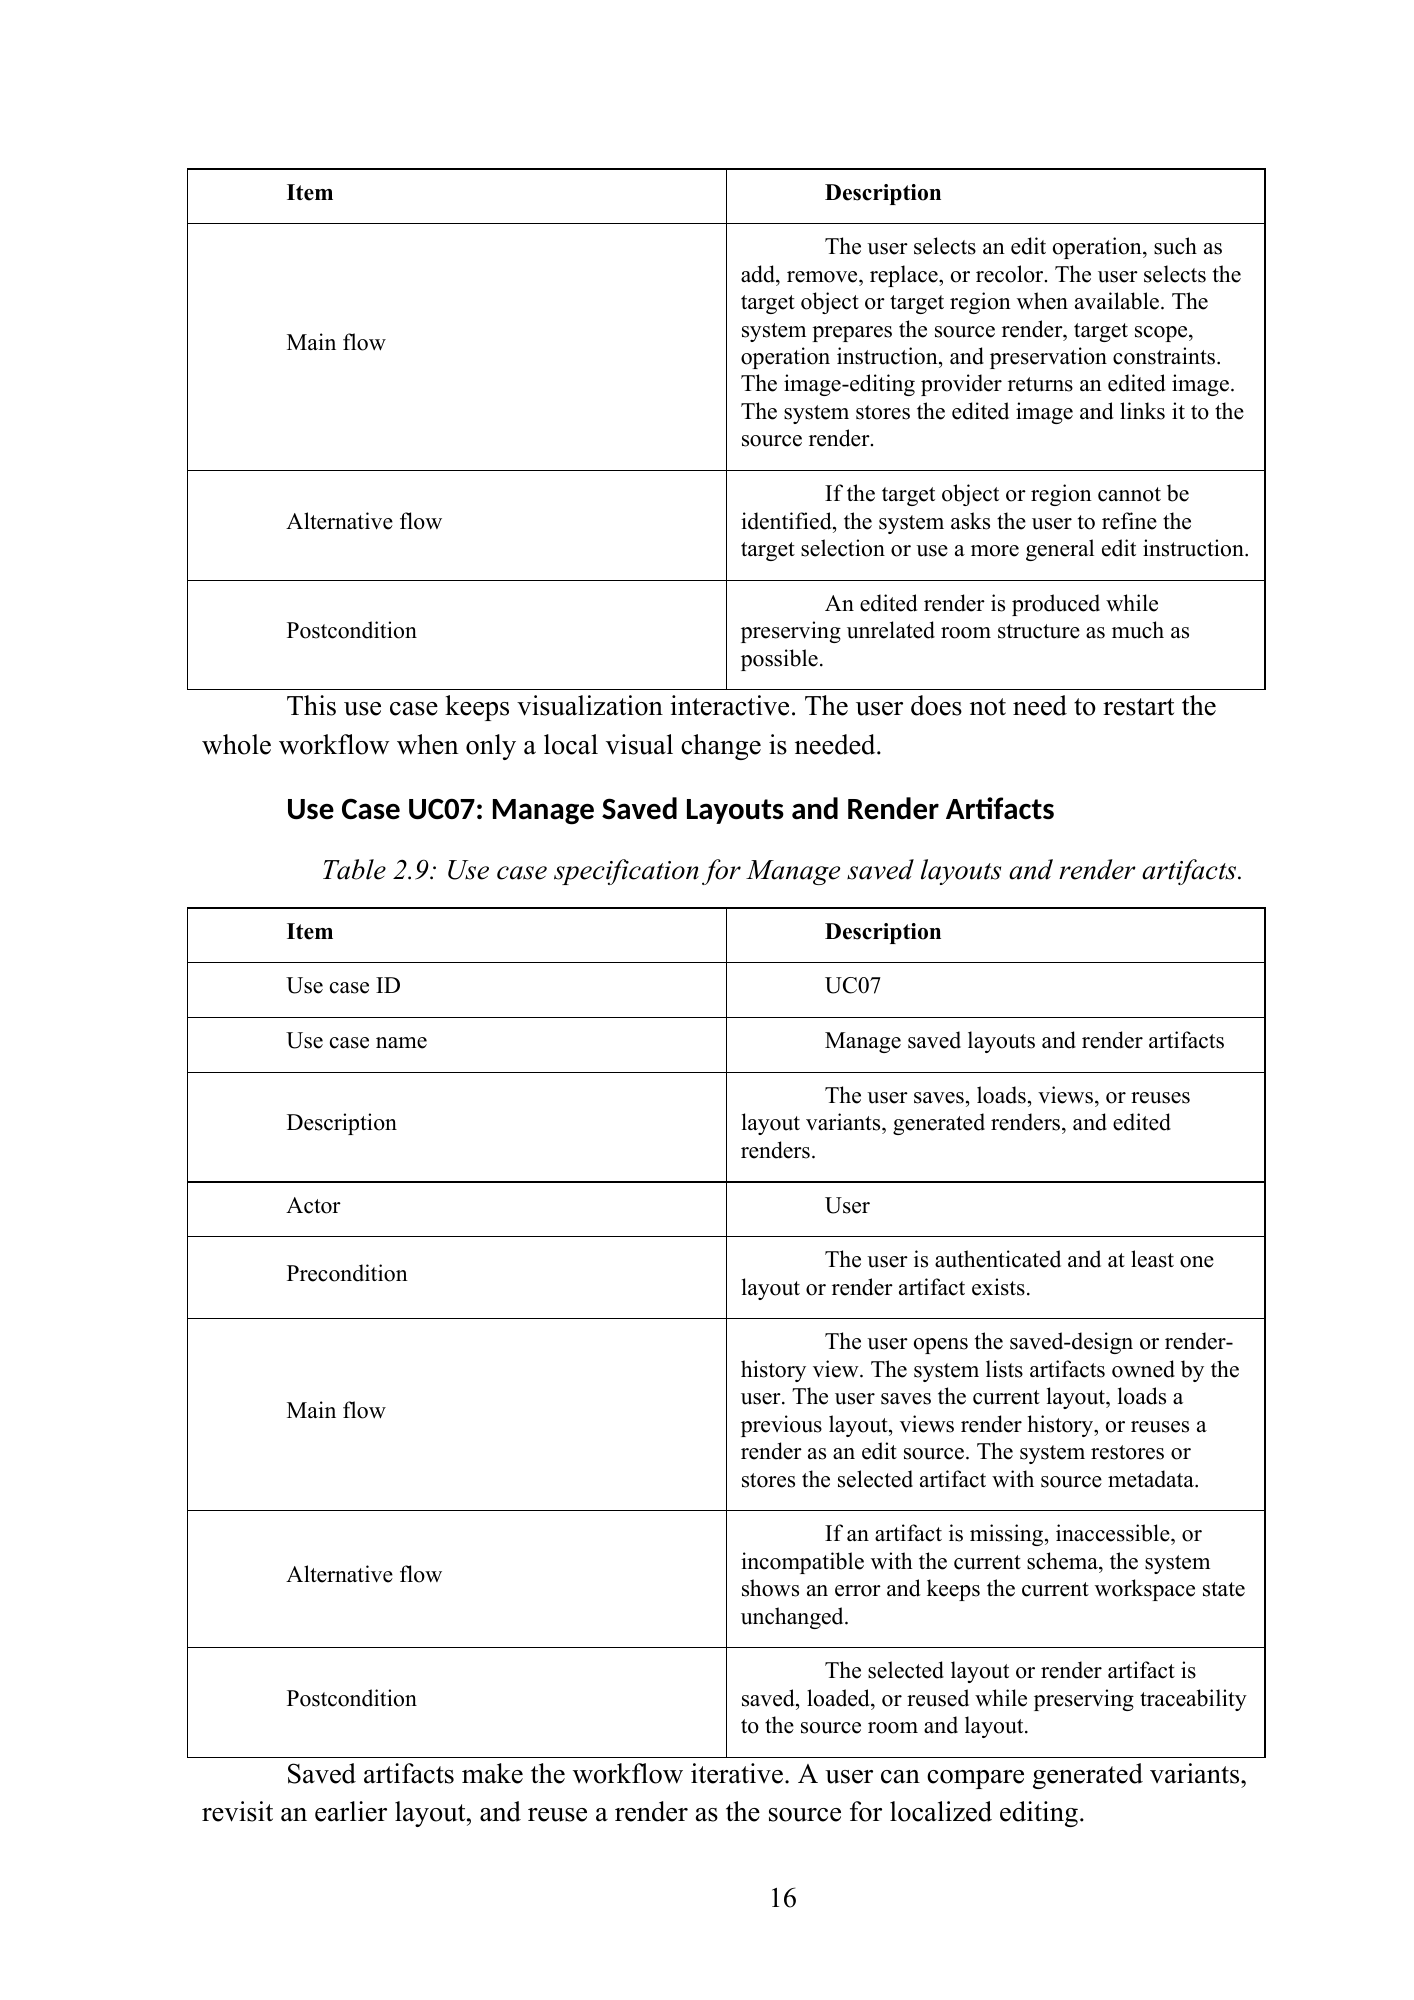 Item Description
The user selects an edit operation, such as
add, remove, replace, or recolor. The user selects the
target object or target region when available. The
system prepares the source render, target scope,
Main flow
operation instruction, and preservation constraints.
The image-editing provider returns an edited image.
The system stores the edited image and links it to the
source render.
If the target object or region cannot be
Alternative flow
identified, the system asks the user to refine the
target selection or use a more general edit instruction.
An edited render is produced while
Postcondition
preserving unrelated room structure as much as
possible.
This use case keeps visualization interactive. The user does not need to restart the
whole workflow when only a local visual change is needed.
Use Case UC07: Manage Saved Layouts and Render Artifacts
Table 2.9: Use case specification for Manage saved layouts and render artifacts.
Item Description
Use case ID UC07
Use case name Manage saved layouts and render artifacts
The user saves, loads, views, or reuses
Description
layout variants, generated renders, and edited
renders.
Actor User
Precondition
The user is authenticated and at least one
layout or render artifact exists.
The user opens the saved-design or render-
history view. The system lists artifacts owned by the
user. The user saves the current layout, loads a
Main flow
previous layout, views render history, or reuses a
render as an edit source. The system restores or
stores the selected artifact with source metadata.
If an artifact is missing, inaccessible, or
incompatible with the current schema, the system
Alternative flow
shows an error and keeps the current workspace state
unchanged.
The selected layout or render artifact is
Postcondition
saved, loaded, or reused while preserving traceability
to the source room and layout.
Saved artifacts make the workflow iterative. A user can compare generated variants,
revisit an earlier layout, and reuse a render as the source for localized editing.
16